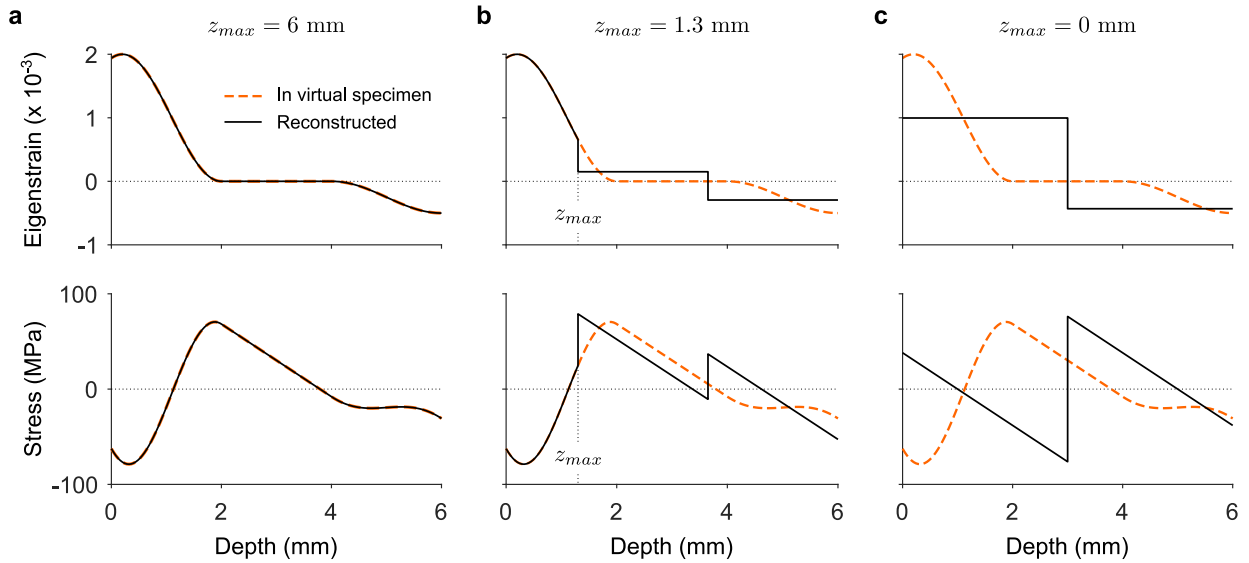 a
z_max = 6 mm
b
z_max = 1.3 mm
c
z_max = 0 mm
Eigenstrain (x 10^-3)
2
1
0
-1
In virtual specimen
Reconstructed
z_max
Stress (MPa)
100
0
-100
z_max
0 2 4 6
0 2 4 6
0 2 4 6
Depth (mm)
Depth (mm)
Depth (mm)